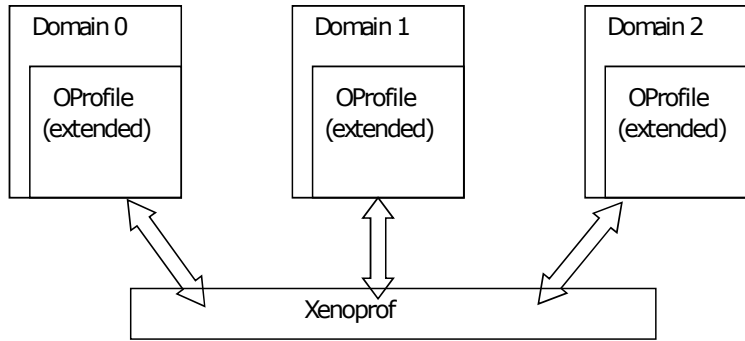 Domain 0
OProfile
(extended)
Domain 1
OProfile
(extended)
Domain 2
OProfile
(extended)
Xenoprof